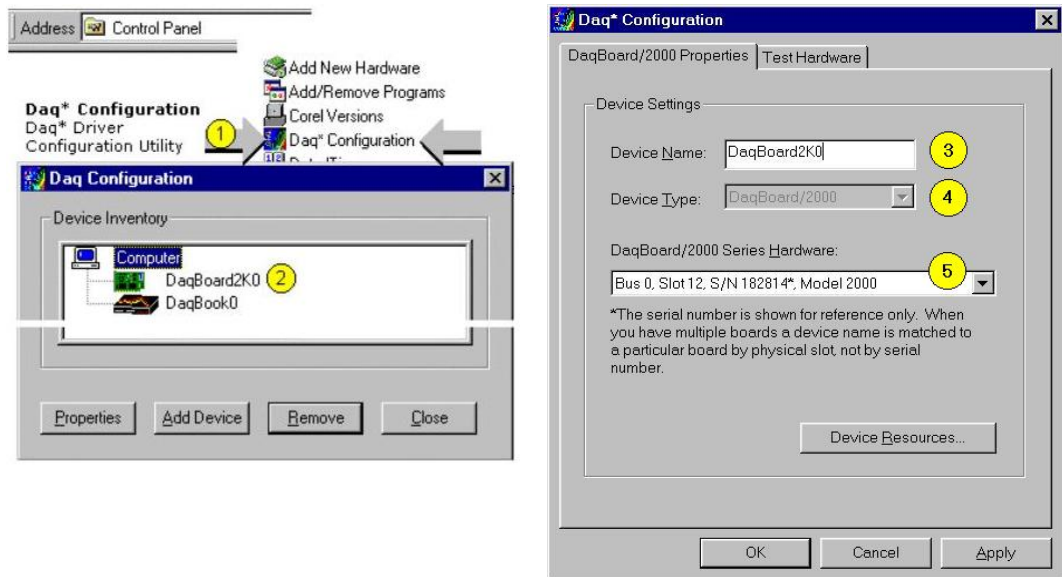 Address Control Panel
Add New Hardware
Add/Remove Programs
Corel Versions
Daq* Configuration
Daq* Configuration
Daq* Driver
Configuration Utility
1
Daq Configuration
Device Inventory
Computer
DaqBoard2K0 2
DaqBook0
Properties Add Device Remove Close
Daq* Configuration
DaqBoard/2000 Properties Test Hardware
Device Settings
Device Name: DaqBoard2K0 3
Device Type: DaqBoard/2000 4
DaqBoard/2000 Series Hardware:
5
Bus 0, Slot 12, S/N 182814*, Model 2000
*The serial number is shown for reference only. When
you have multiple boards a device name is matched to
a particular board by physical slot, not by serial
number.
Device Resources...
OK Cancel Apply